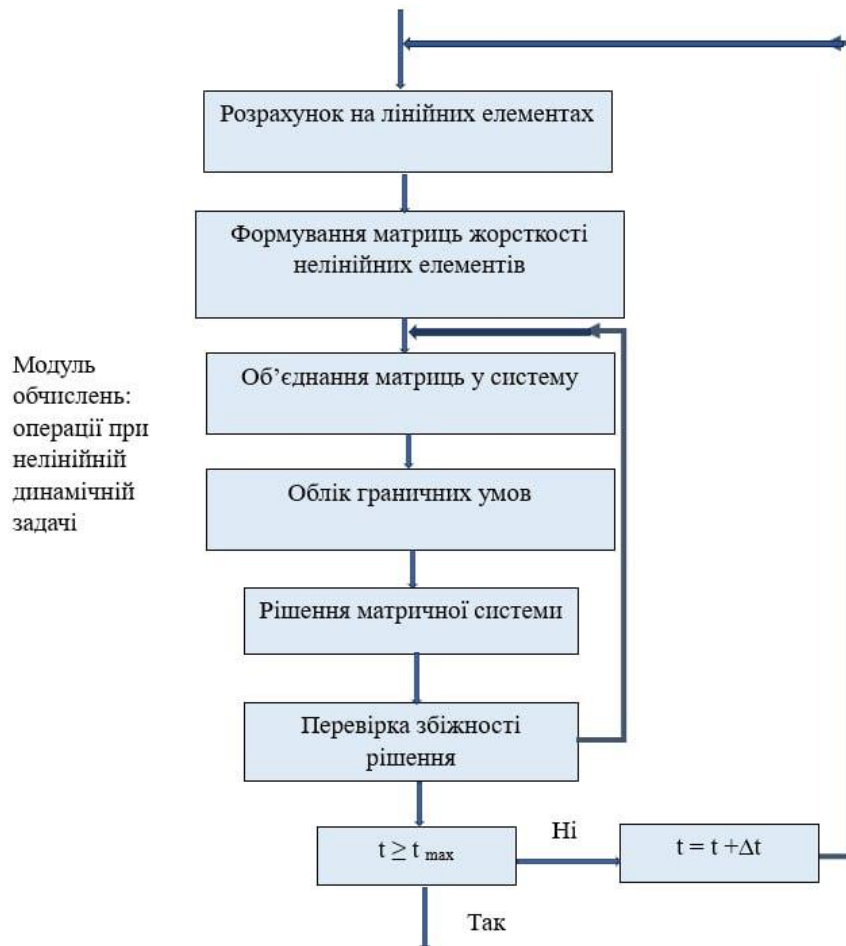 Розрахунок на лінійних елементах
Формування матриць жорсткості
нелінійних елементів
Модуль
обчислень:
операції при
нелінійній
динамічній
задачі
Об’єднання матриць у систему
Облік граничних умов
Рішення матричної системи
Перевірка збіжності
рішення
t ≥ t max
Ні
t = t +Δt
Так